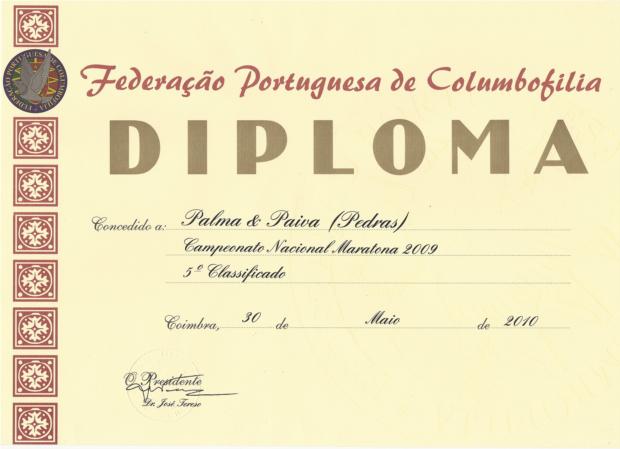 Federação Portuguesa de Columbofilia
DIPLOMA
Concedido a: Palma & Paiva (Pedras)
Campeonato Nacional Maratona 2009
5º Classificado
Coimbra, 30 de Maio de 2010
O Presidente
Dr. José Tereso